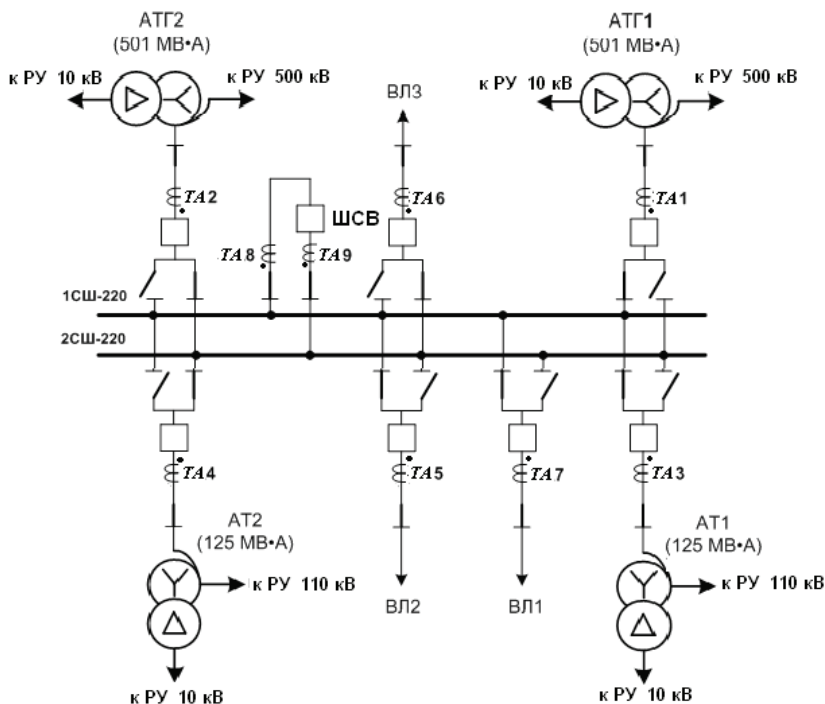 АТГ2
(501 МВ•А)
АТГ1
(501 МВ•А)
к РУ 10 кВ
к РУ 500 кВ
ВЛ3
к РУ 10 кВ
к РУ 500 кВ
TA2
ШСВ
TA6
TA1
TA8
TA9
1СШ-220
2СШ-220
TA4
TA5
TA7
TA3
АТ2
(125 МВ•А)
АТ1
(125 МВ•А)
к РУ 110 кВ
ВЛ2
ВЛ1
к РУ 110 кВ
к РУ 10 кВ
к РУ 10 кВ